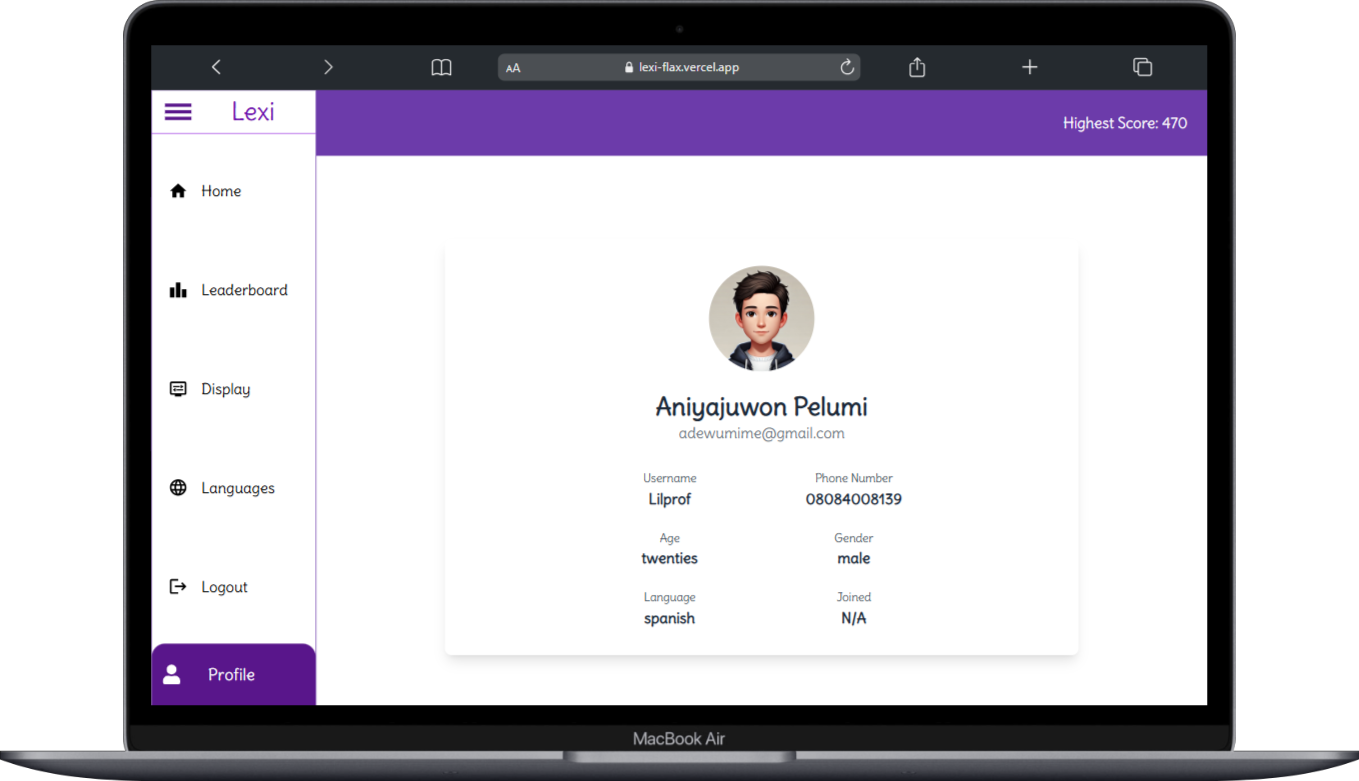 AA lexi-flax.vercel.app
Lexi
Highest Score: 470
Home
Leaderboard
Display
Languages
Logout
Profile
Aniyajuwon Pelumi
adewumime@gmail.com
Username Phone Number
Lilprof 08084008139
Age Gender
twenties male
Language Joined
spanish N/A
MacBook Air